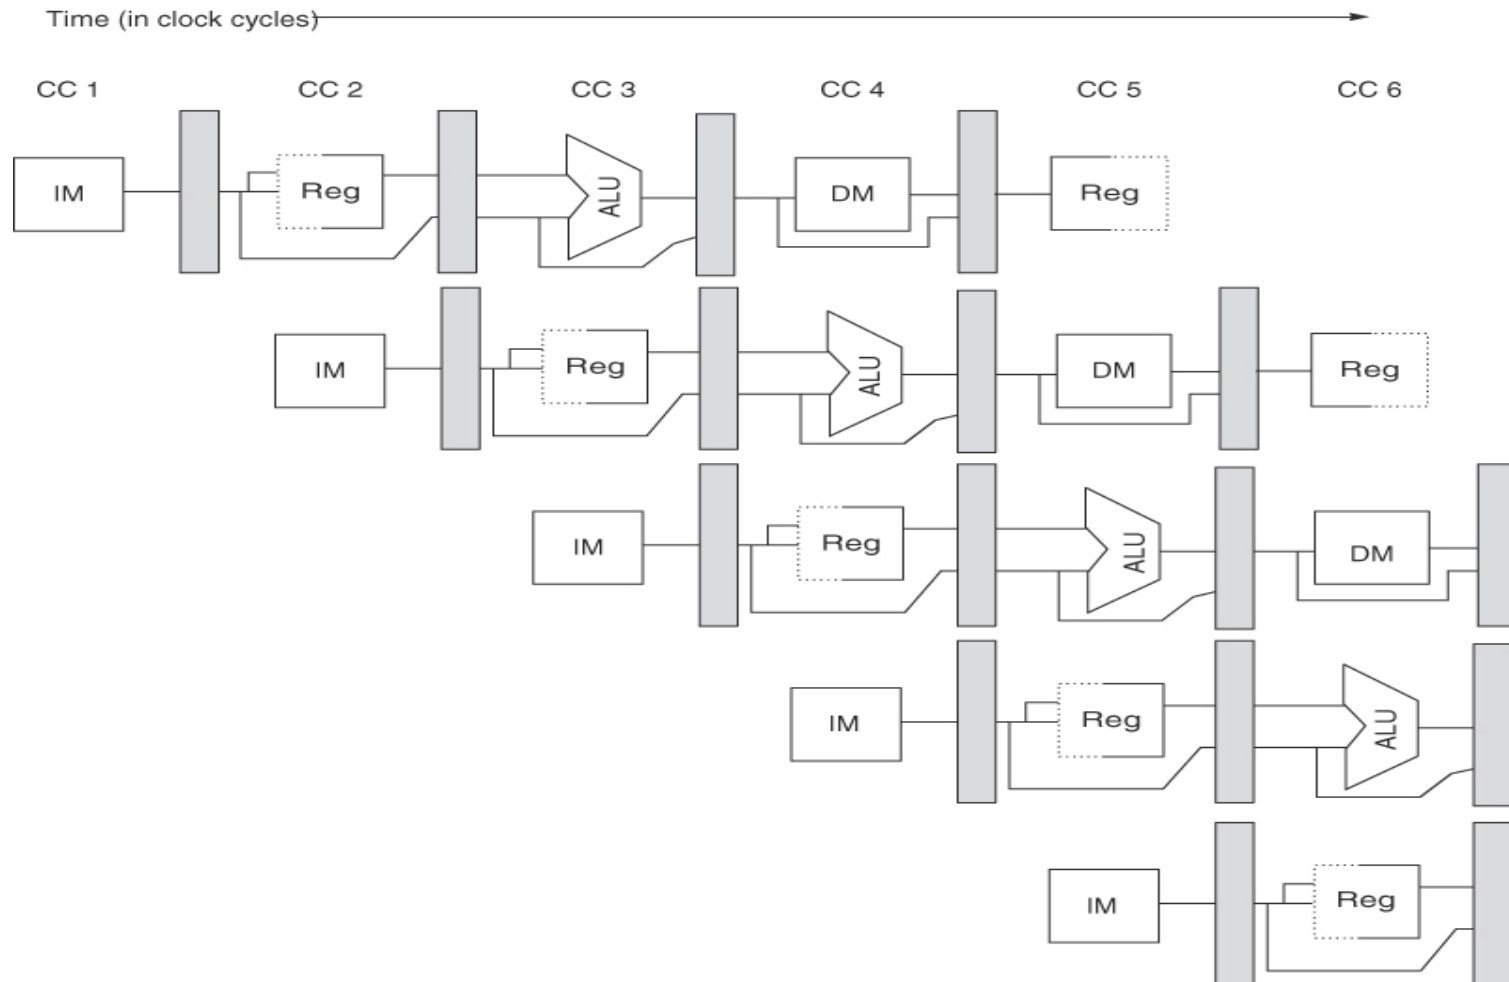 Time (in clock cycles)
CC 1 CC 2 CC 3 CC 4 CC 5 CC 6
IM Reg ALU DM Reg
IM Reg ALU DM Reg
IM Reg ALU DM
IM Reg ALU
IM Reg